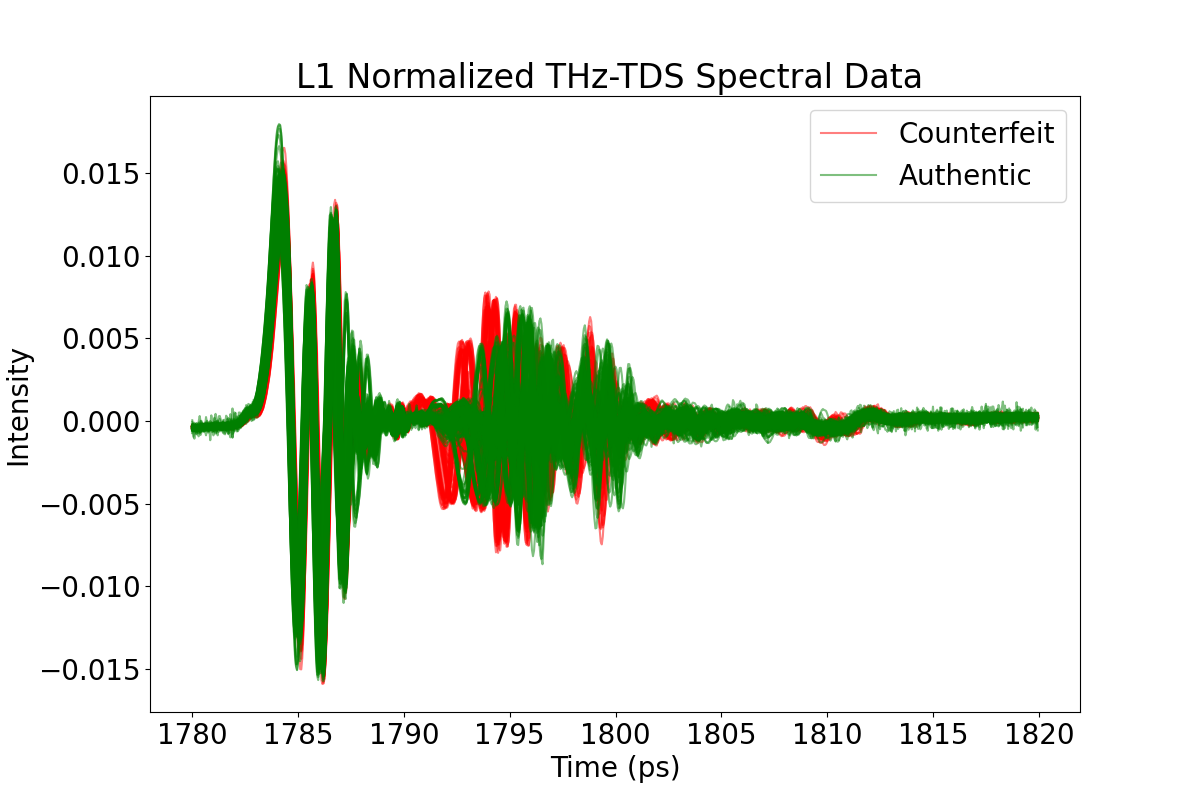 L1 Normalized THz-TDS Spectral Data
Counterfeit
Authentic
0.015
0.010
0.005
0.000
−0.005
−0.010
−0.015
Intensity
1780 1785 1790 1795 1800 1805 1810 1815 1820
Time (ps)